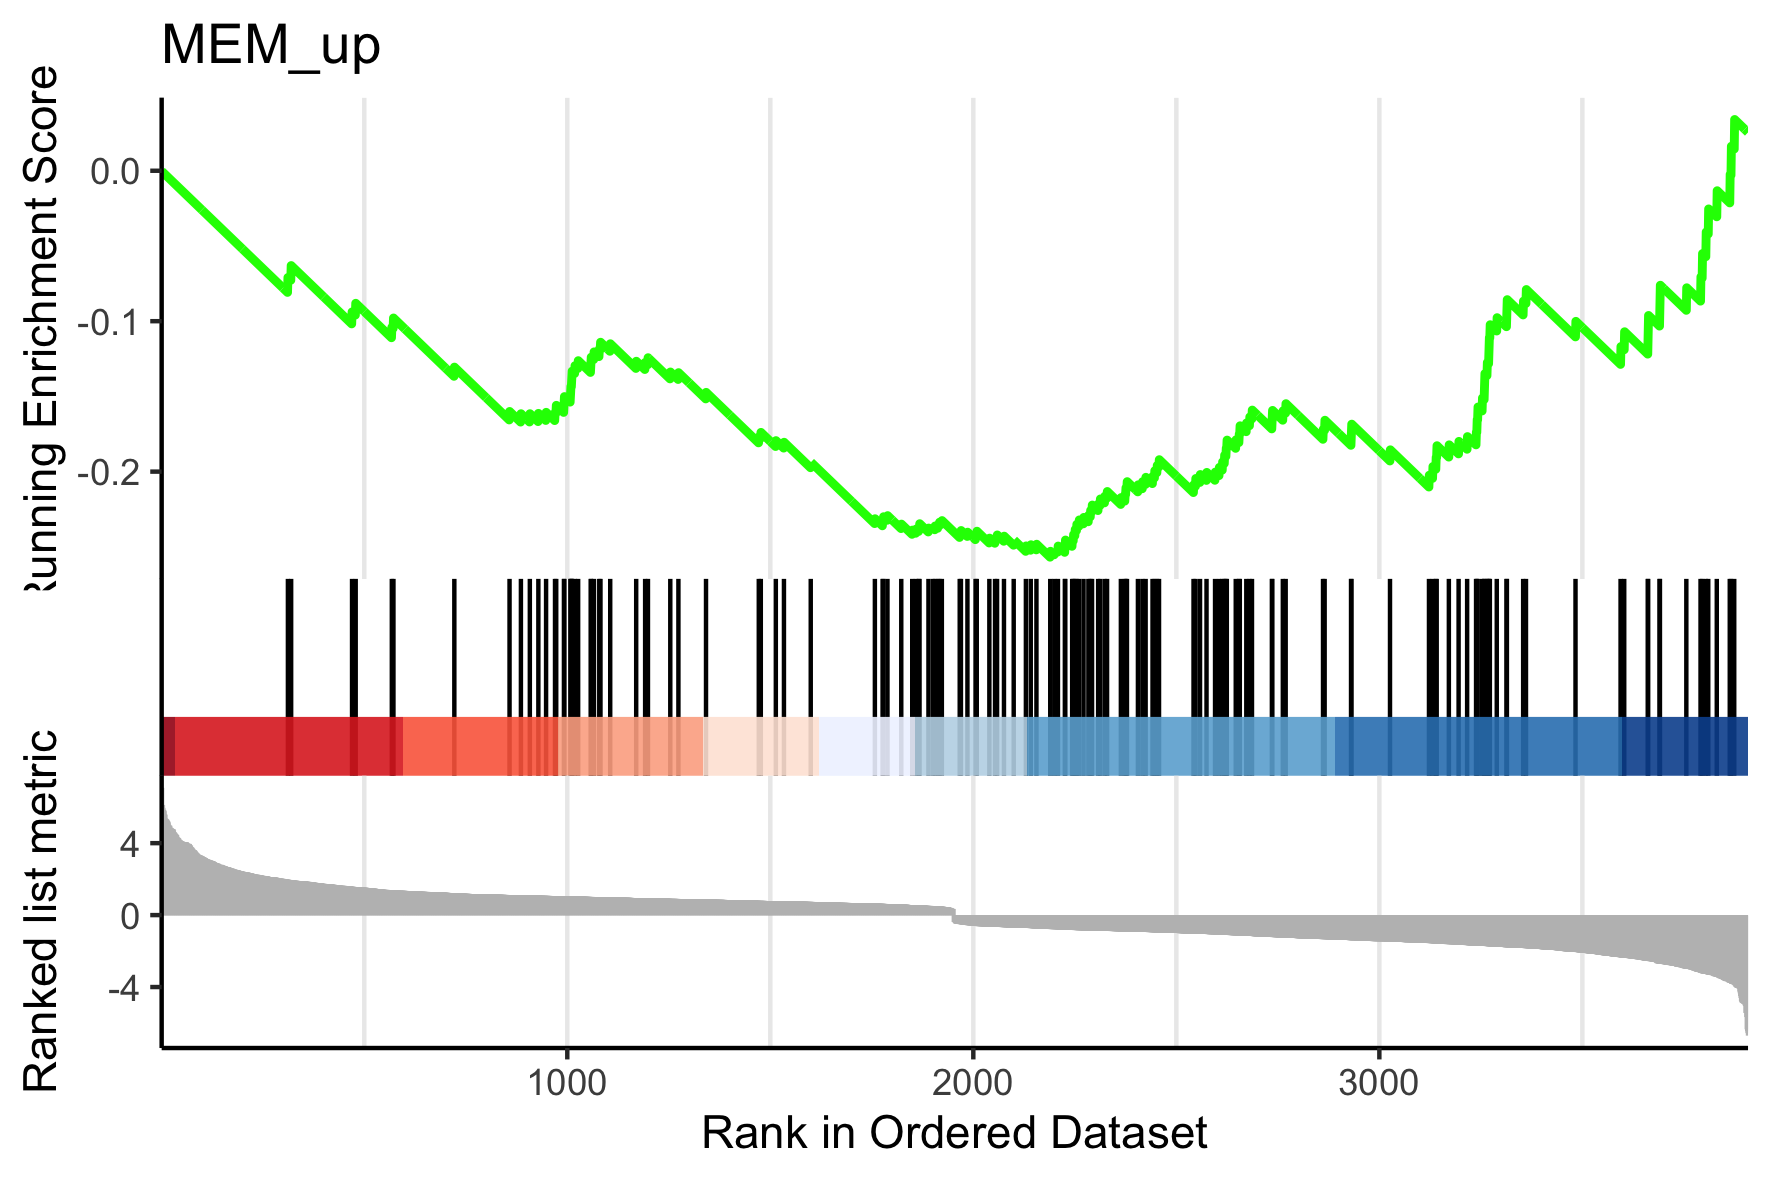 MEM_up
Running Enrichment Score
0.0
-0.1
-0.2
Ranked list metric
4
0
-4
1000 2000 3000
Rank in Ordered Dataset